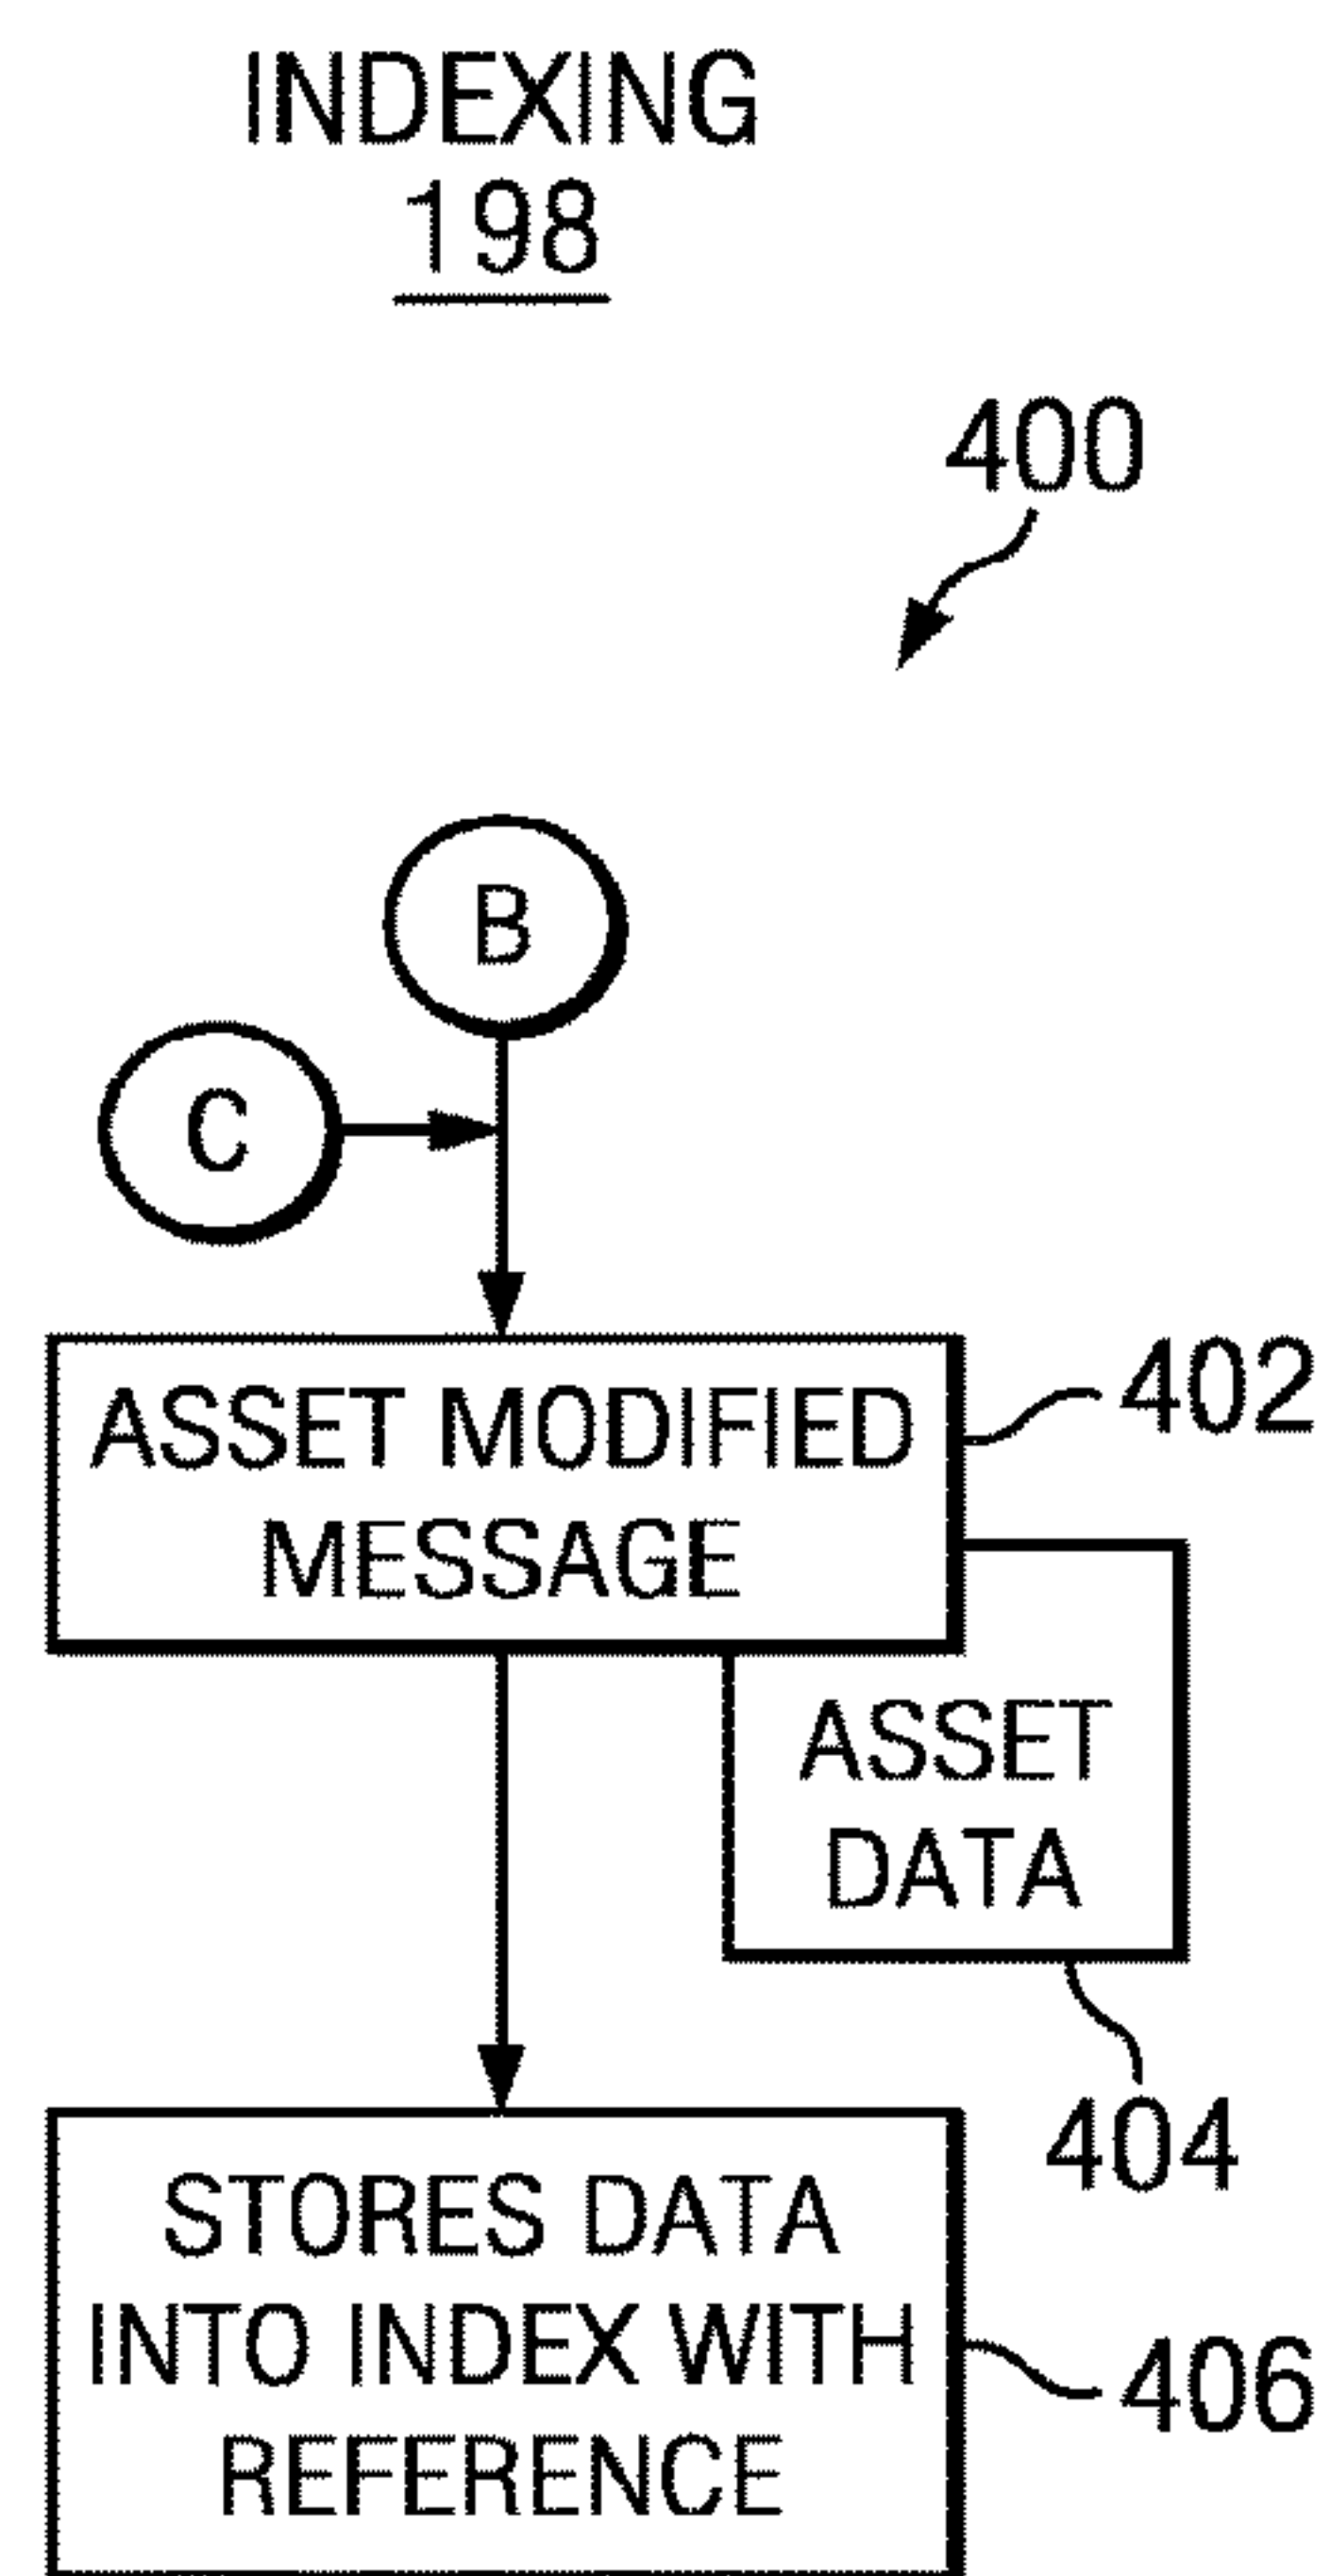 INDEXING
198
400
B
C
ASSET MODIFIED
MESSAGE
402
ASSET
DATA
404
STORES DATA
INTO INDEX WITH
REFERENCE
406